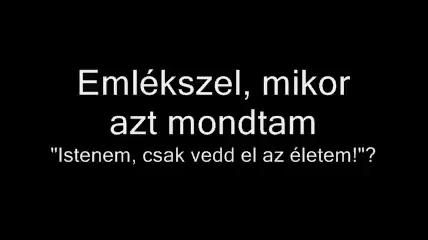 Emlékszel, mikor
azt mondtam
"Istenem, csak vedd el az életem!"?